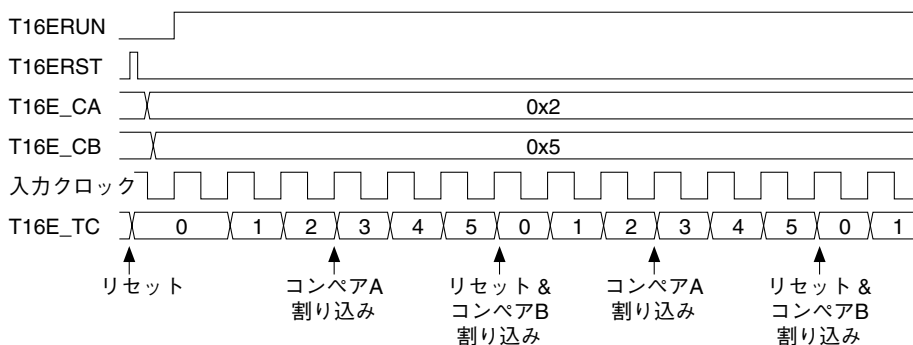 T16ERUN
T16ERST
T16E_CA 0x2
T16E_CB 0x5
入力クロック
T16E_TC 0 1 2 3 4 5 0 1 2 3 4 5 0 1
リセット コンペアA リセット & コンペアA リセット &
割り込み コンペアB 割り込み コンペアB
割り込み 割り込み